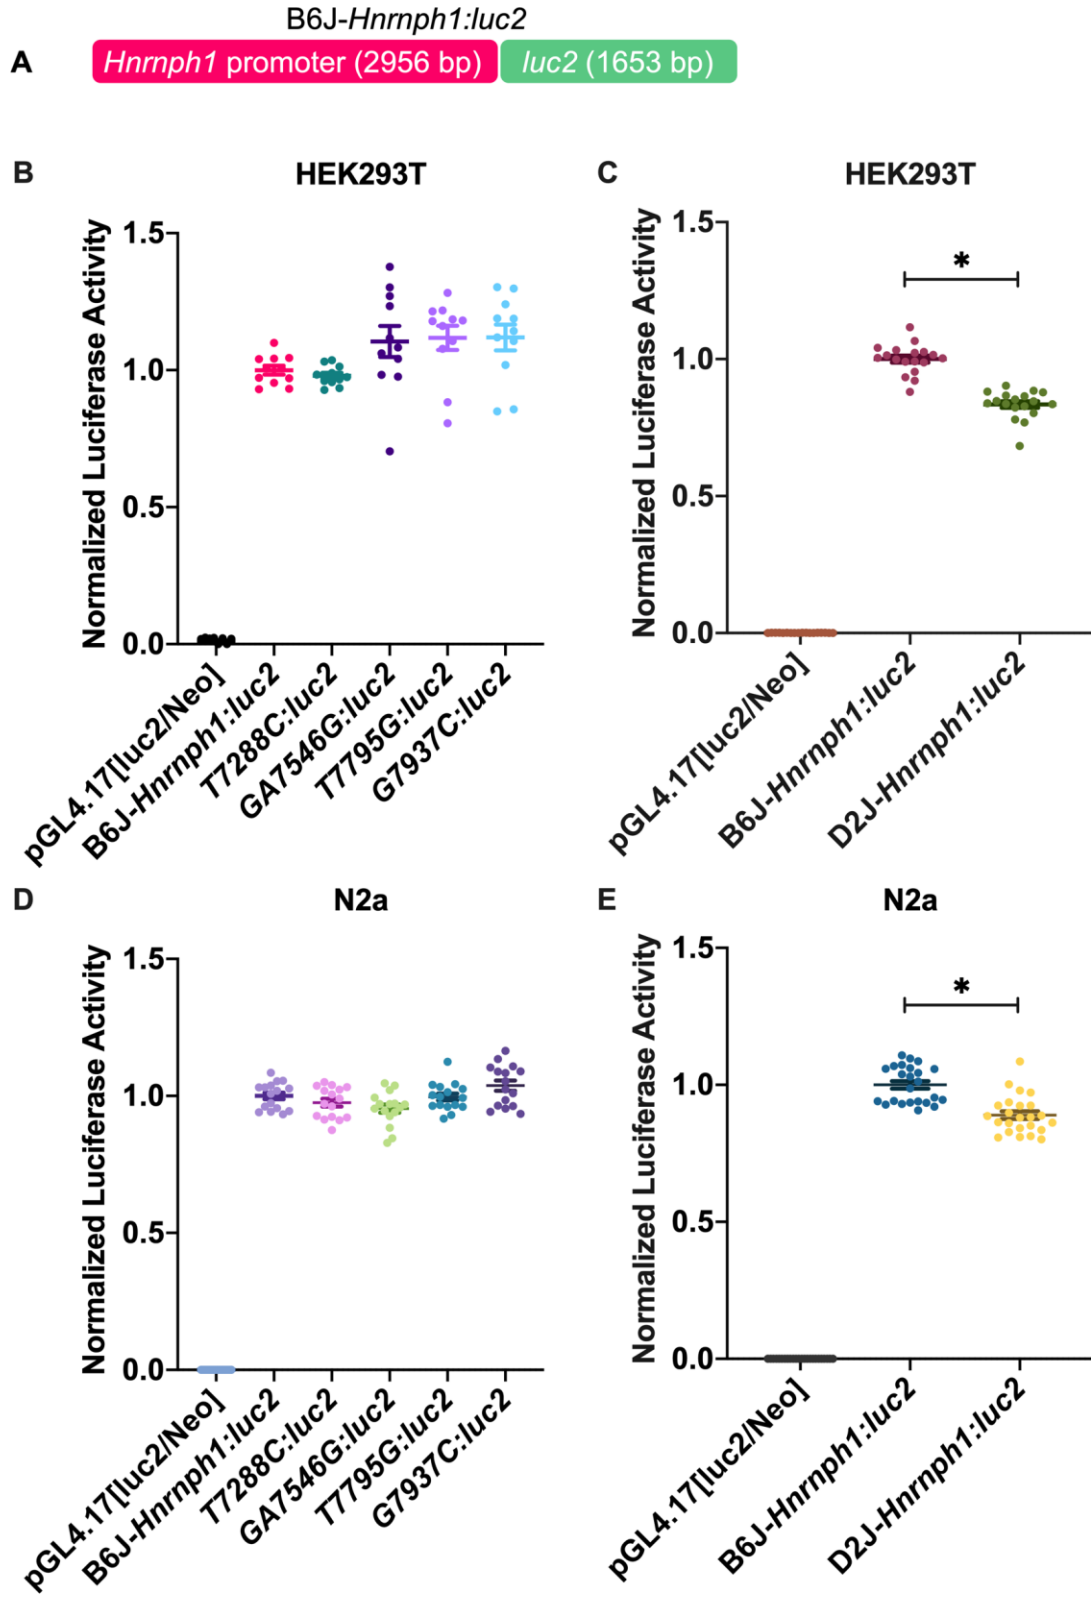 B6J-Hnrnph1:luc2
A
Hnrnph1 promoter (2956 bp) luc2 (1653 bp)
B
HEK293T
Normalized Luciferase Activity
1.5
1.0
0.5
0.0
pGL4.17[luc2/Neo]
B6J-Hnrnph1:luc2
T7288C:luc2
GA7546G:luc2
T7795G:luc2
G7937C:luc2
C
HEK293T
Normalized Luciferase Activity
1.5
1.0
0.5
0.0
*
pGL4.17[luc2/Neo]
B6J-Hnrnph1:luc2
D2J-Hnrnph1:luc2
D
N2a
Normalized Luciferase Activity
1.5
1.0
0.5
0.0
pGL4.17[luc2/Neo]
B6J-Hnrnph1:luc2
T7288C:luc2
GA7546G:luc2
T7795G:luc2
G7937C:luc2
E
N2a
Normalized Luciferase Activity
1.5
1.0
0.5
0.0
*
pGL4.17[luc2/Neo]
B6J-Hnrnph1:luc2
D2J-Hnrnph1:luc2